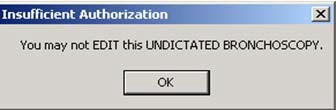 Insufficient Authorization
You may not EDIT this UNDICTATED BRONCHOSCOPY.
OK